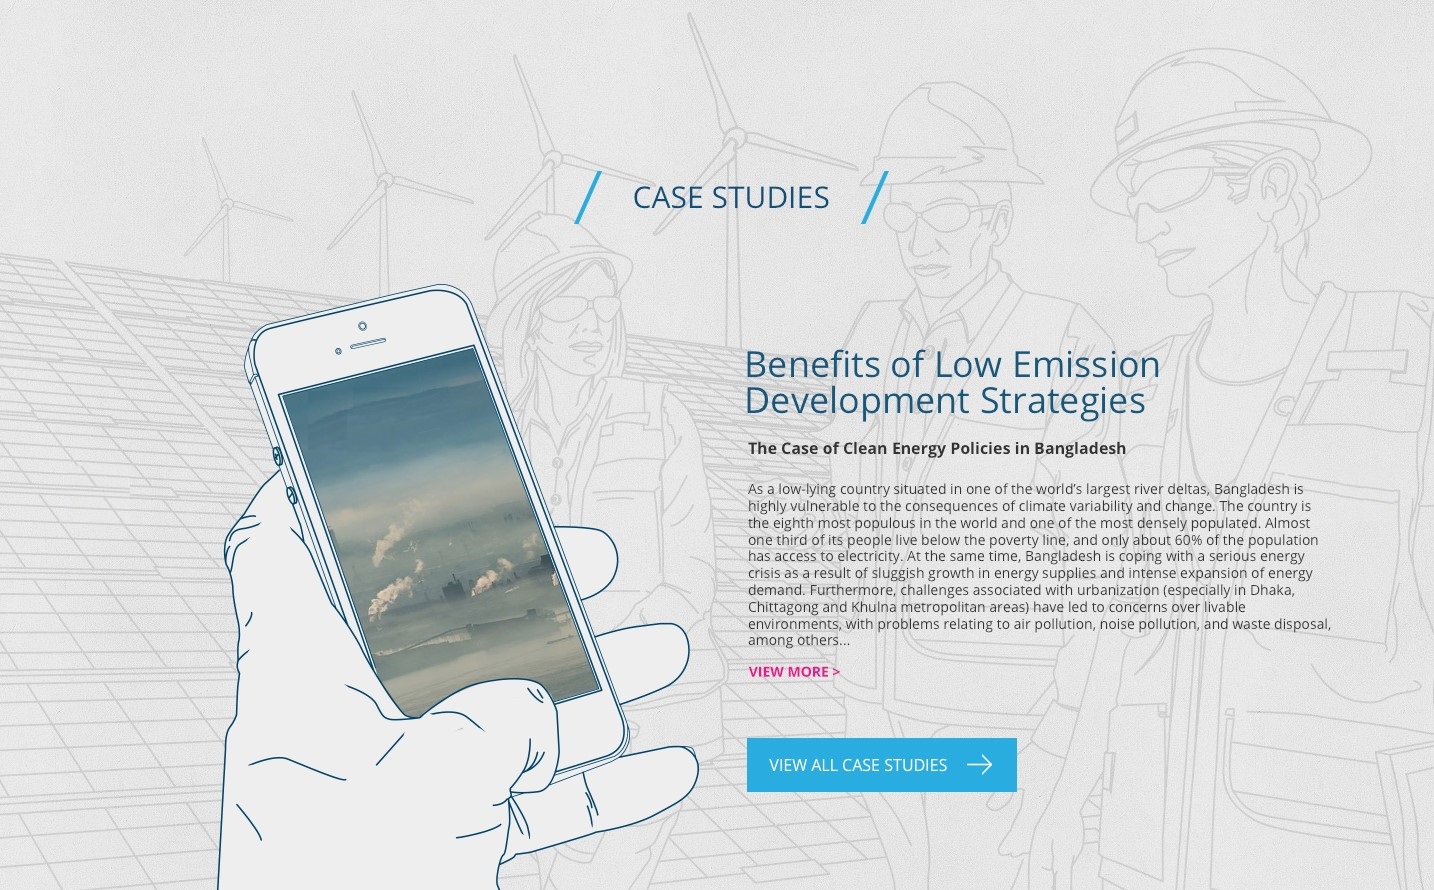 CASE STUDIES
Benefits of Low Emission
Development Strategies
The Case of Clean Energy Policies in Bangladesh
As a low-lying country situated in one of the world’s largest river deltas, Bangladesh is
highly vulnerable to the consequences of climate variability and change. The country is
the eighth most populous in the world and one of the most densely populated. Almost
one third of its people live below the poverty line, and only about 60% of the population
has access to electricity. At the same time, Bangladesh is coping with a serious energy
crisis as a result of sluggish growth in energy supplies and intense expansion of energy
demand. Furthermore, challenges associated with urbanization (especially in Dhaka,
Chittagong and Khulna metropolitan areas) have led to concerns over livable
environments, with problems relating to air pollution, noise pollution, and waste disposal,
among others...
VIEW MORE >
VIEW ALL CASE STUDIES